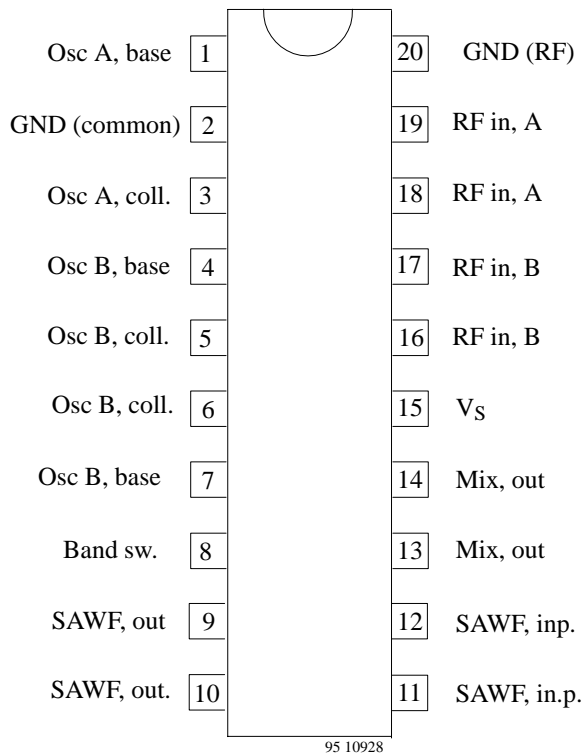 Osc A, base 1 20 GND (RF)
GND (common) 2 19 RF in, A
Osc A, coll. 3 18 RF in, A
Osc B, base 4 17 RF in, B
Osc B, coll. 5 16 RF in, B
Osc B, coll. 6 15 VS
Osc B, base 7 14 Mix, out
Band sw. 8 13 Mix, out
SAWF, out 9 12 SAWF, inp.
SAWF, out. 10 11 SAWF, in.p.
95 10928